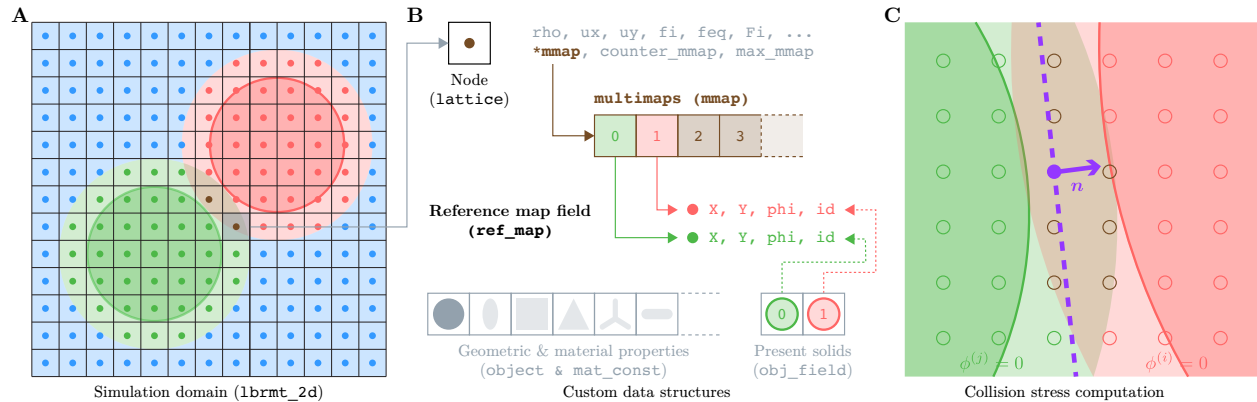 A
B
C
rho, ux, uy, fi, feq, Fi, ...
*mmap, counter_mmap, max_mmap
Node
(lattice)
multimaps (mmap)
0 1 2 3
Reference map field
(ref_map)
X, Y, phi, id
X, Y, phi, id
n
0 1
Geometric & material properties
(object & mat_const)
Present solids
(obj_field)
ϕ^(j) = 0
ϕ^(i) = 0
Simulation domain (lbrmt_2d)
Custom data structures
Collision stress computation